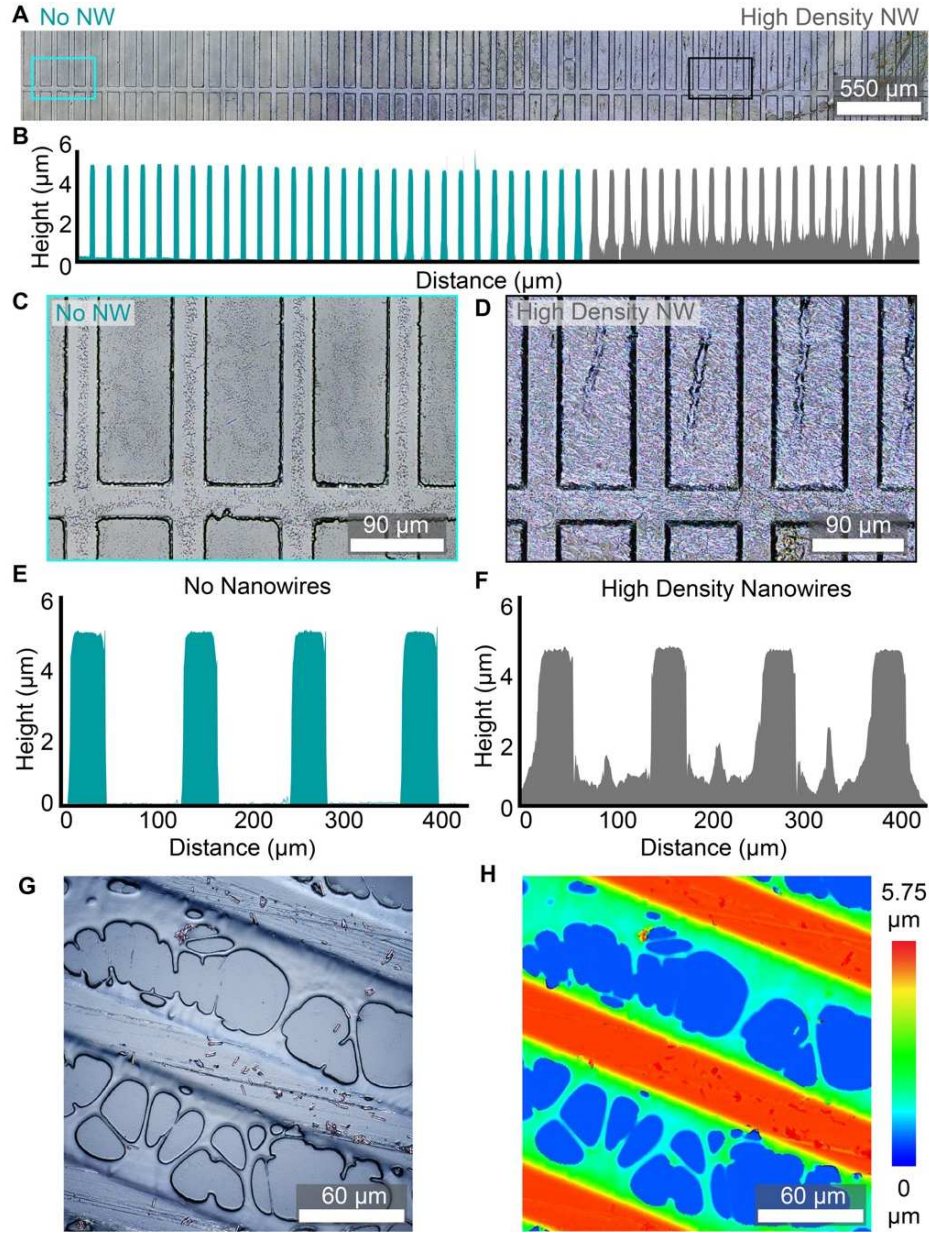 A No NW High Density NW
550 µm
B
6
4
2
0
Height (µm)
Distance (µm)
C No NW
90 µm
D High Density NW
90 µm
E No Nanowires
6
4
2
0
Height (µm)
0 100 200 300 400
Distance (µm)
F High Density Nanowires
6
4
2
0
Height (µm)
0 100 200 300 400
Distance (µm)
G
60 µm
H
60 µm
5.75
µm
0
µm